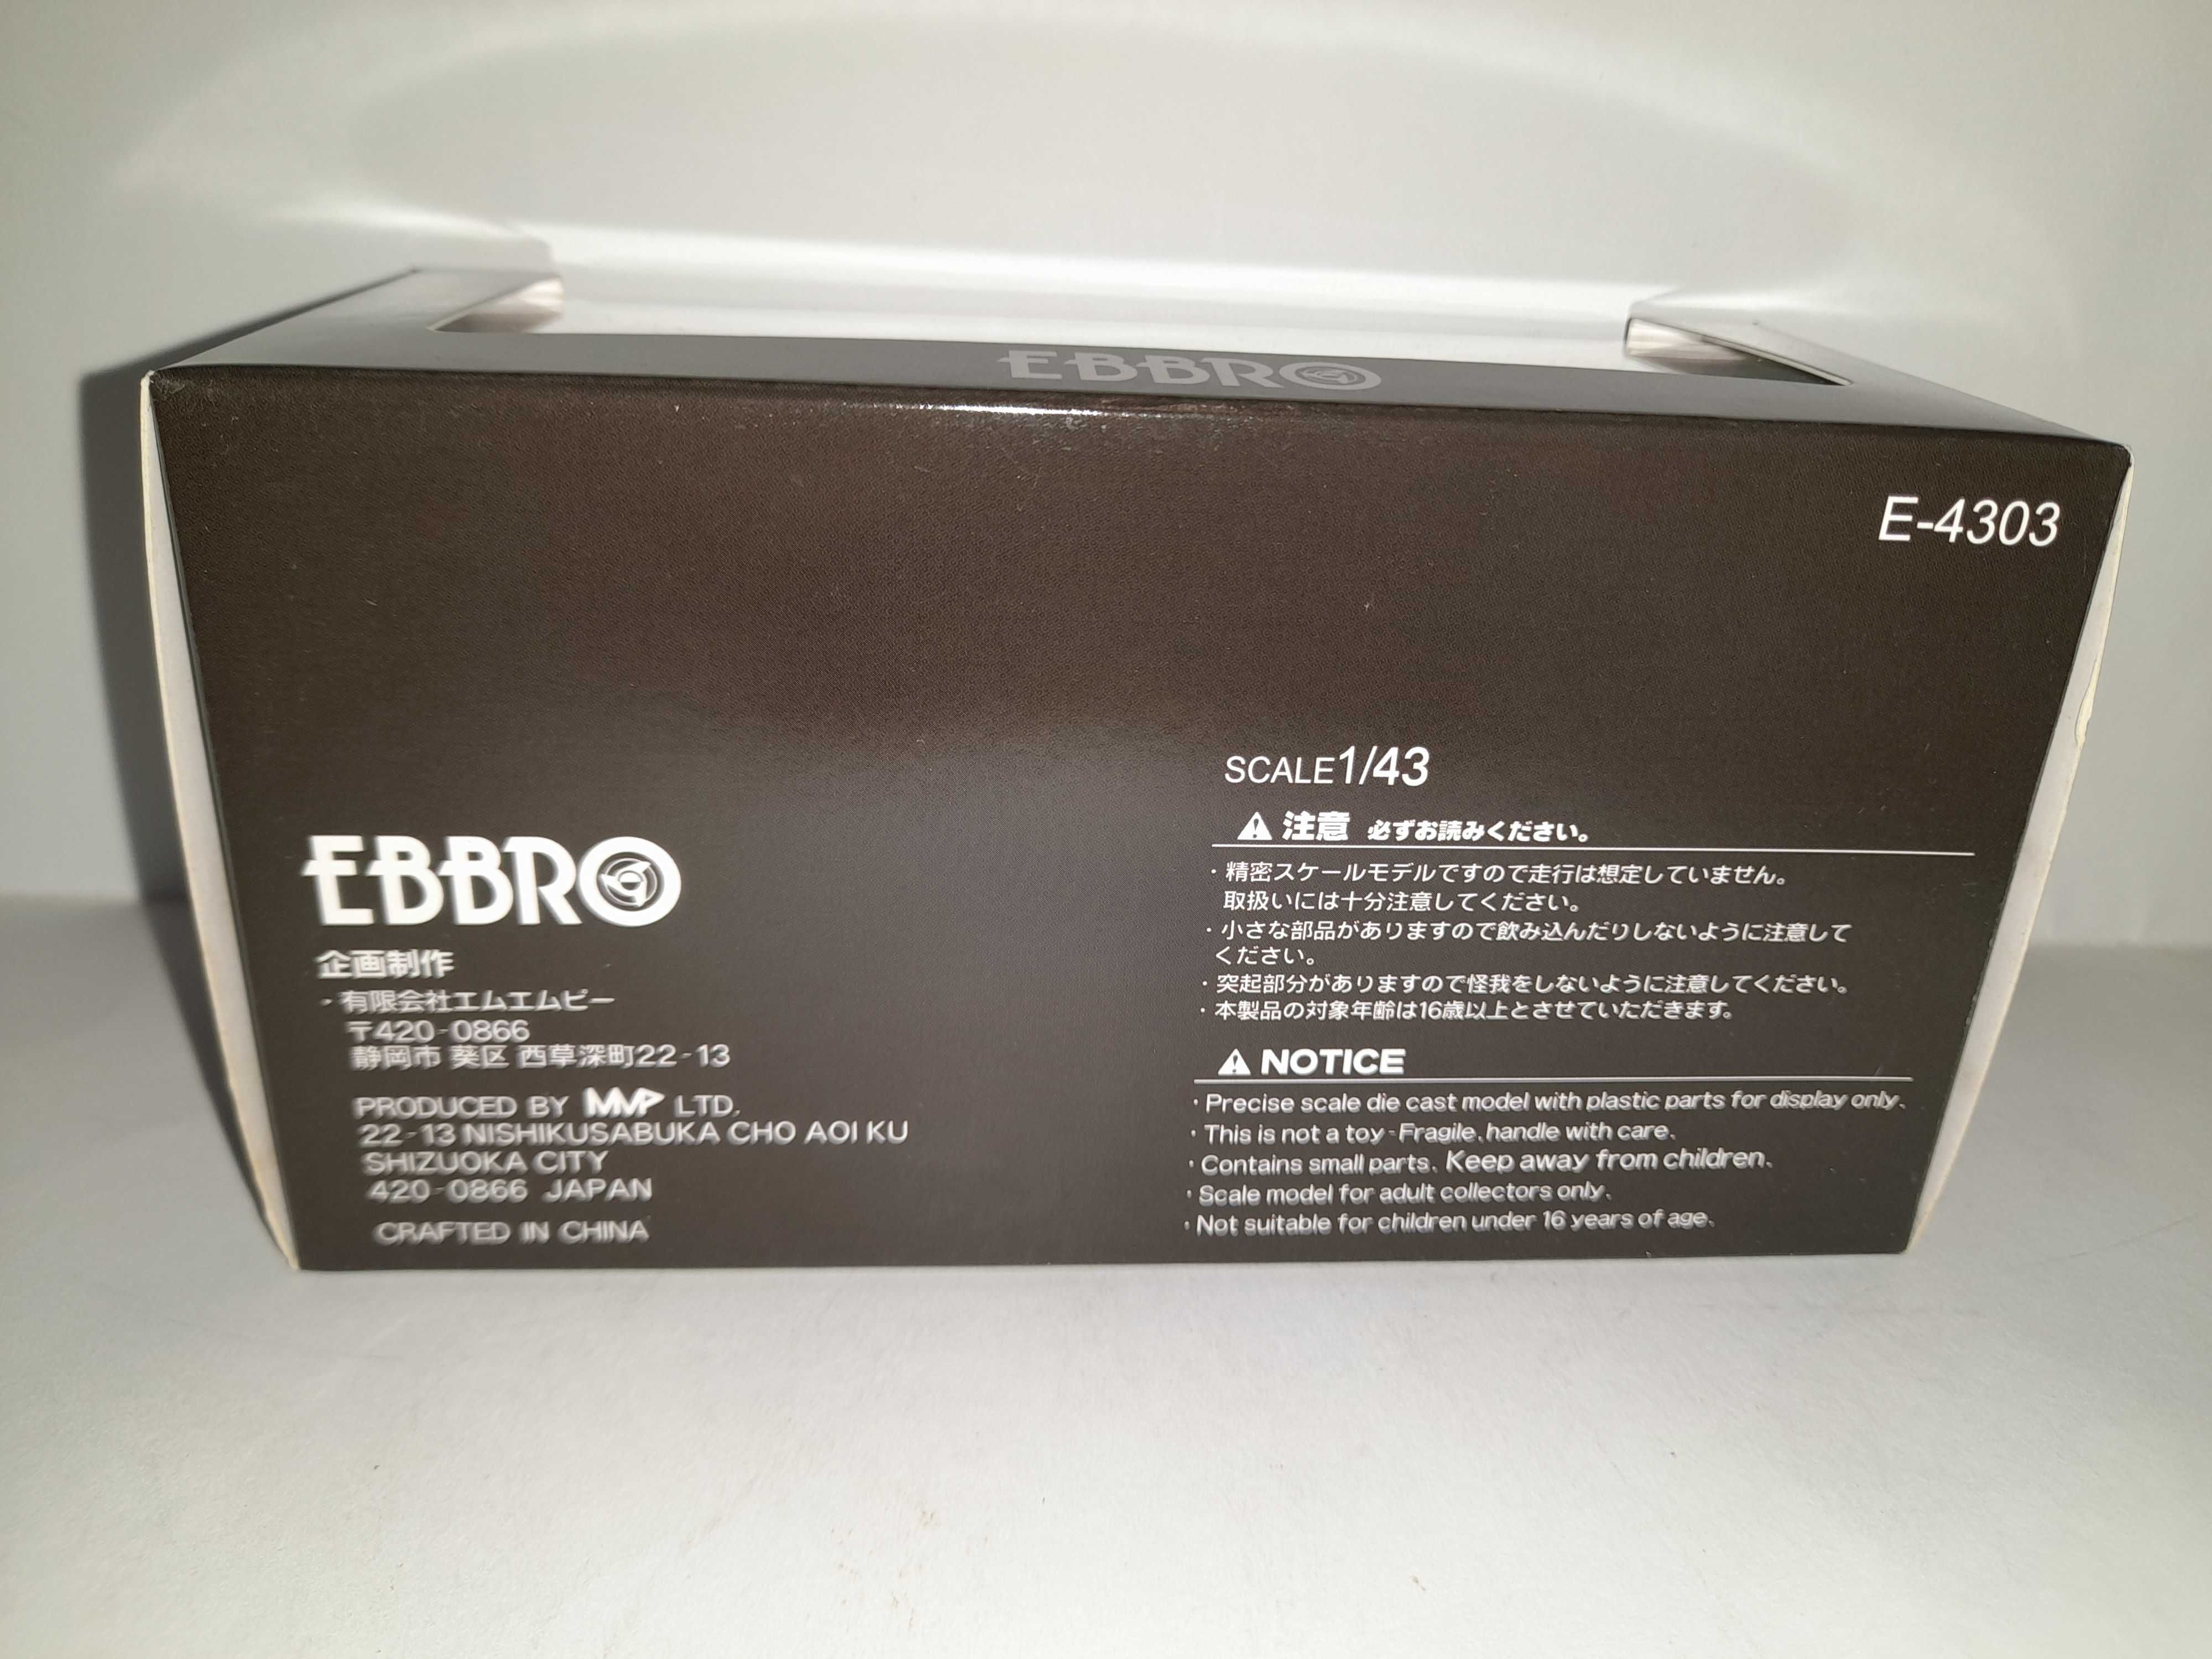 EBBRO
E-4303
EBBRO
企画制作
・有限会社エムエムピー
〒420-0866
静岡市 葵区 西草深町22-13
PRODUCED BY MMP LTD.
22-13 NISHIKUSABUKA CHO AOI KU
SHIZUOKA CITY
420-0866 JAPAN
CRAFTED IN CHINA
SCALE1/43
⚠ 注意 必ずお読みください。
・精密スケールモデルですので走行は想定していません。
取扱いには十分注意してください。
・小さな部品がありますので飲み込んだりしないように注意して
ください。
・突起部分がありますので怪我をしないように注意してください。
・本製品の対象年齢は16歳以上とさせていただきます。
⚠ NOTICE
・Precise scale die cast model with plastic parts for display only.
・This is not a toy-Fragile, handle with care.
・Contains small parts. Keep away from children.
・Scale model for adult collectors only.
・Not suitable for children under 16 years of age.